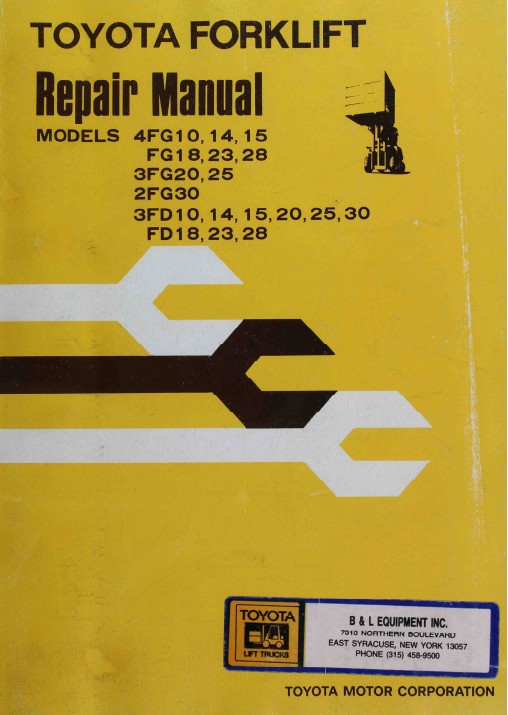 TOYOTA FORKLIFT
Repair Manual
MODELS 4FG10, 14, 15
FG18, 23, 28
3FG20, 25
2FG30
3FD10, 14, 15, 20, 25, 30
FD18, 23, 28
TOYOTA
LIFT TRUCKS
B & L EQUIPMENT INC.
7310 NORTHERN BOULEVARD
EAST SYRACUSE, NEW YORK 13057
PHONE (315) 458-9500
TOYOTA MOTOR CORPORATION